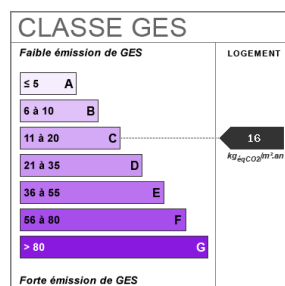 CLASSE GES
Faible émission de GES
LOGEMENT
≤ 5 A
6 à 10 B
11 à 20 C
16
kgéqCO2/m².an
21 à 35 D
36 à 55 E
56 à 80 F
> 80 G
Forte émission de GES